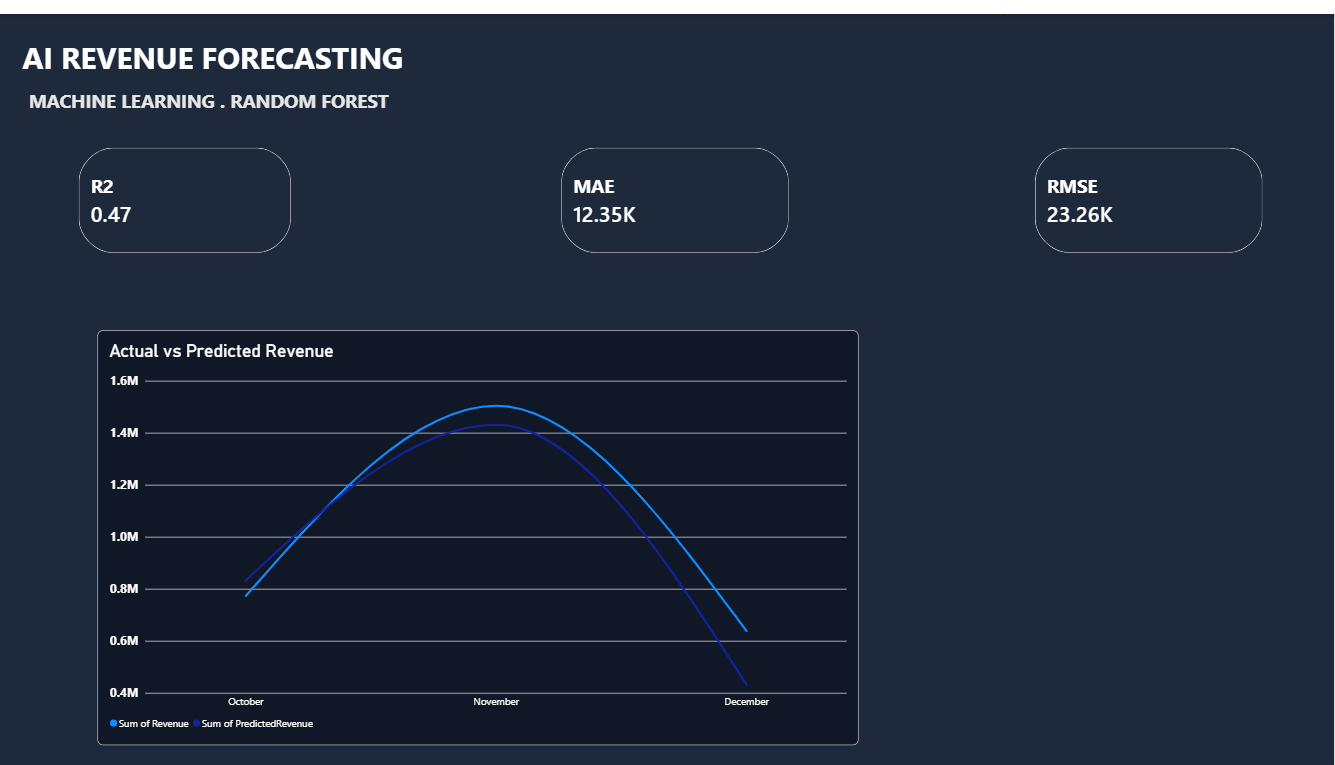 AI REVENUE FORECASTING
MACHINE LEARNING . RANDOM FOREST
R2
0.47
MAE
12.35K
RMSE
23.26K
Actual vs Predicted Revenue
1.6M
1.4M
1.2M
1.0M
0.8M
0.6M
0.4M
October November December
Sum of Revenue Sum of PredictedRevenue